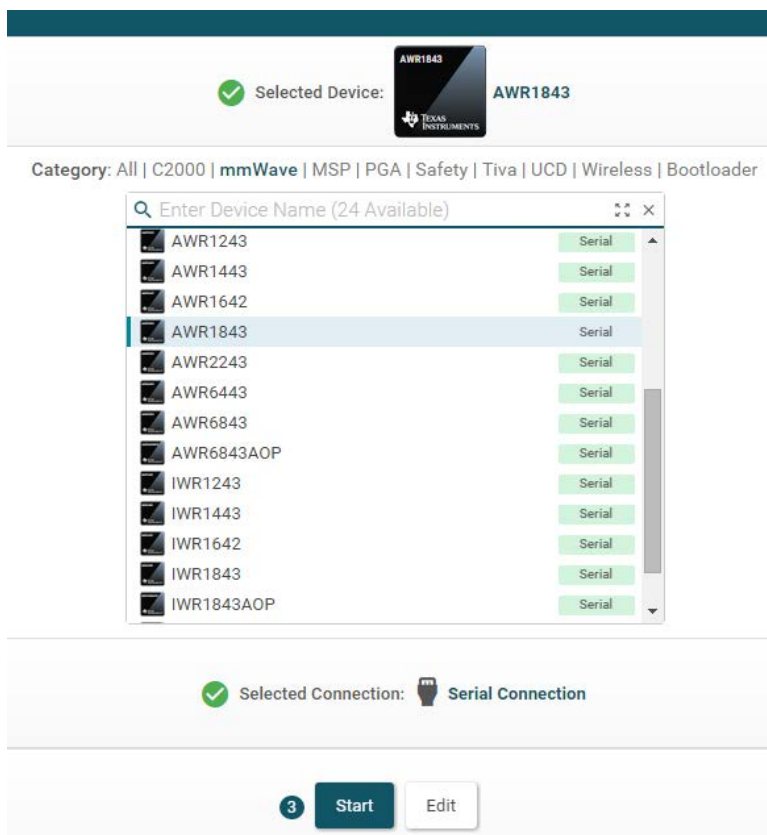 AWR1843
Selected Device:
TEXAS
INSTRUMENTS
AWR1843
Category: All | C2000 | mmWave | MSP | PGA | Safety | Tiva | UCD | Wireless | Bootloader
Enter Device Name (24 Available)
AWR1243 Serial
AWR1443 Serial
AWR1642 Serial
AWR1843 Serial
AWR2243 Serial
AWR6443 Serial
AWR6843 Serial
AWR6843AOP Serial
IWR1243 Serial
IWR1443 Serial
IWR1642 Serial
IWR1843 Serial
IWR1843AOP Serial
Selected Connection: Serial Connection
3 Start Edit